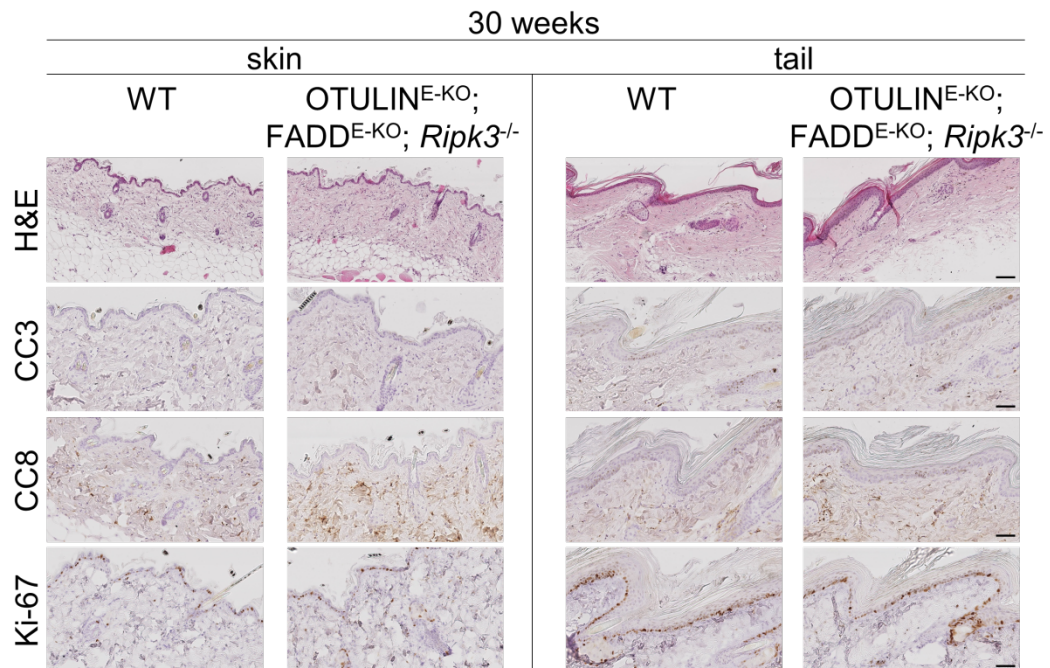 30 weeks
skin
tail
WT
OTULINᴱ⁻ᴷᴼ;
FADDᴱ⁻ᴷᴼ; Ripk3⁻/⁻
WT
OTULINᴱ⁻ᴷᴼ;
FADDᴱ⁻ᴷᴼ; Ripk3⁻/⁻
H&E
CC3
CC8
Ki-67